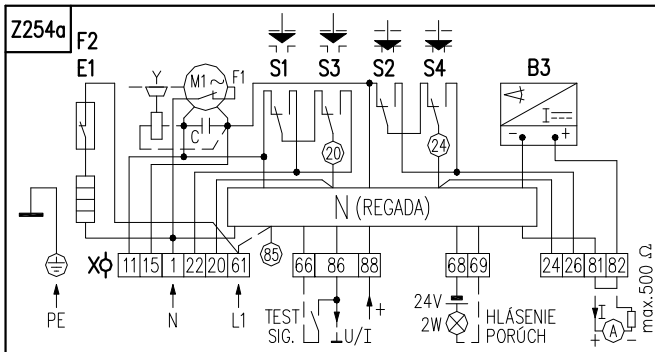 Z254a
F2
E1
Y
M1~
F1
C
S1 S3 S2 S4 B3
I
- +
20
24
N (REGADA)
85
X
11 15 1 22 20 61 66 86 88 68 69 24 26 81 82
PE
N
L1
TEST
SIG.
+
U/I
24V
2W
HLÁSENIE
PORÚCH
I
+ A -
max.500 Ω